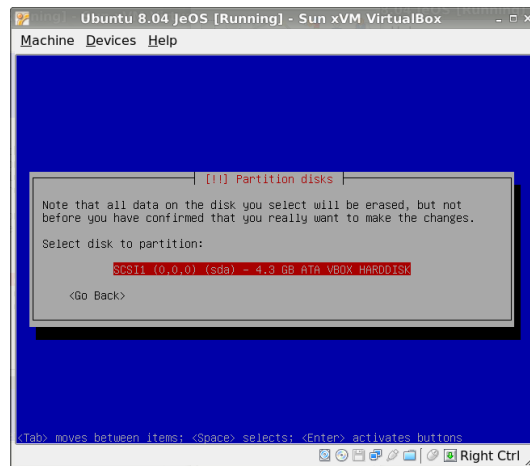 Ubuntu 8.04 JeOS [Running] - Sun xVM VirtualBox
Machine Devices Help
[!!] Partition disks
Note that all data on the disk you select will be erased, but not
before you have confirmed that you really want to make the changes.
Select disk to partition:
SCSI1 (0,0,0) (sda) - 4.3 GB ATA VBOX HARDDISK
<Go Back>
<Tab> moves between items; <Space> selects; <Enter> activates buttons
Right Ctrl